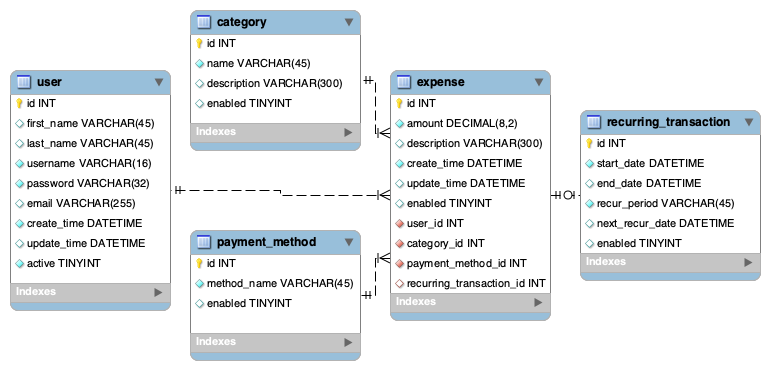 category
id INT
name VARCHAR(45)
description VARCHAR(300)
enabled TINYINT
Indexes
user
id INT
first_name VARCHAR(45)
last_name VARCHAR(45)
username VARCHAR(16)
password VARCHAR(32)
email VARCHAR(255)
create_time DATETIME
update_time DATETIME
active TINYINT
Indexes
payment_method
id INT
method_name VARCHAR(45)
enabled TINYINT
Indexes
expense
id INT
amount DECIMAL(8,2)
description VARCHAR(300)
create_time DATETIME
update_time DATETIME
enabled TINYINT
user_id INT
category_id INT
payment_method_id INT
recurring_transaction_id INT
Indexes
recurring_transaction
id INT
start_date DATETIME
end_date DATETIME
recur_period VARCHAR(45)
next_recur_date DATETIME
enabled TINYINT
Indexes